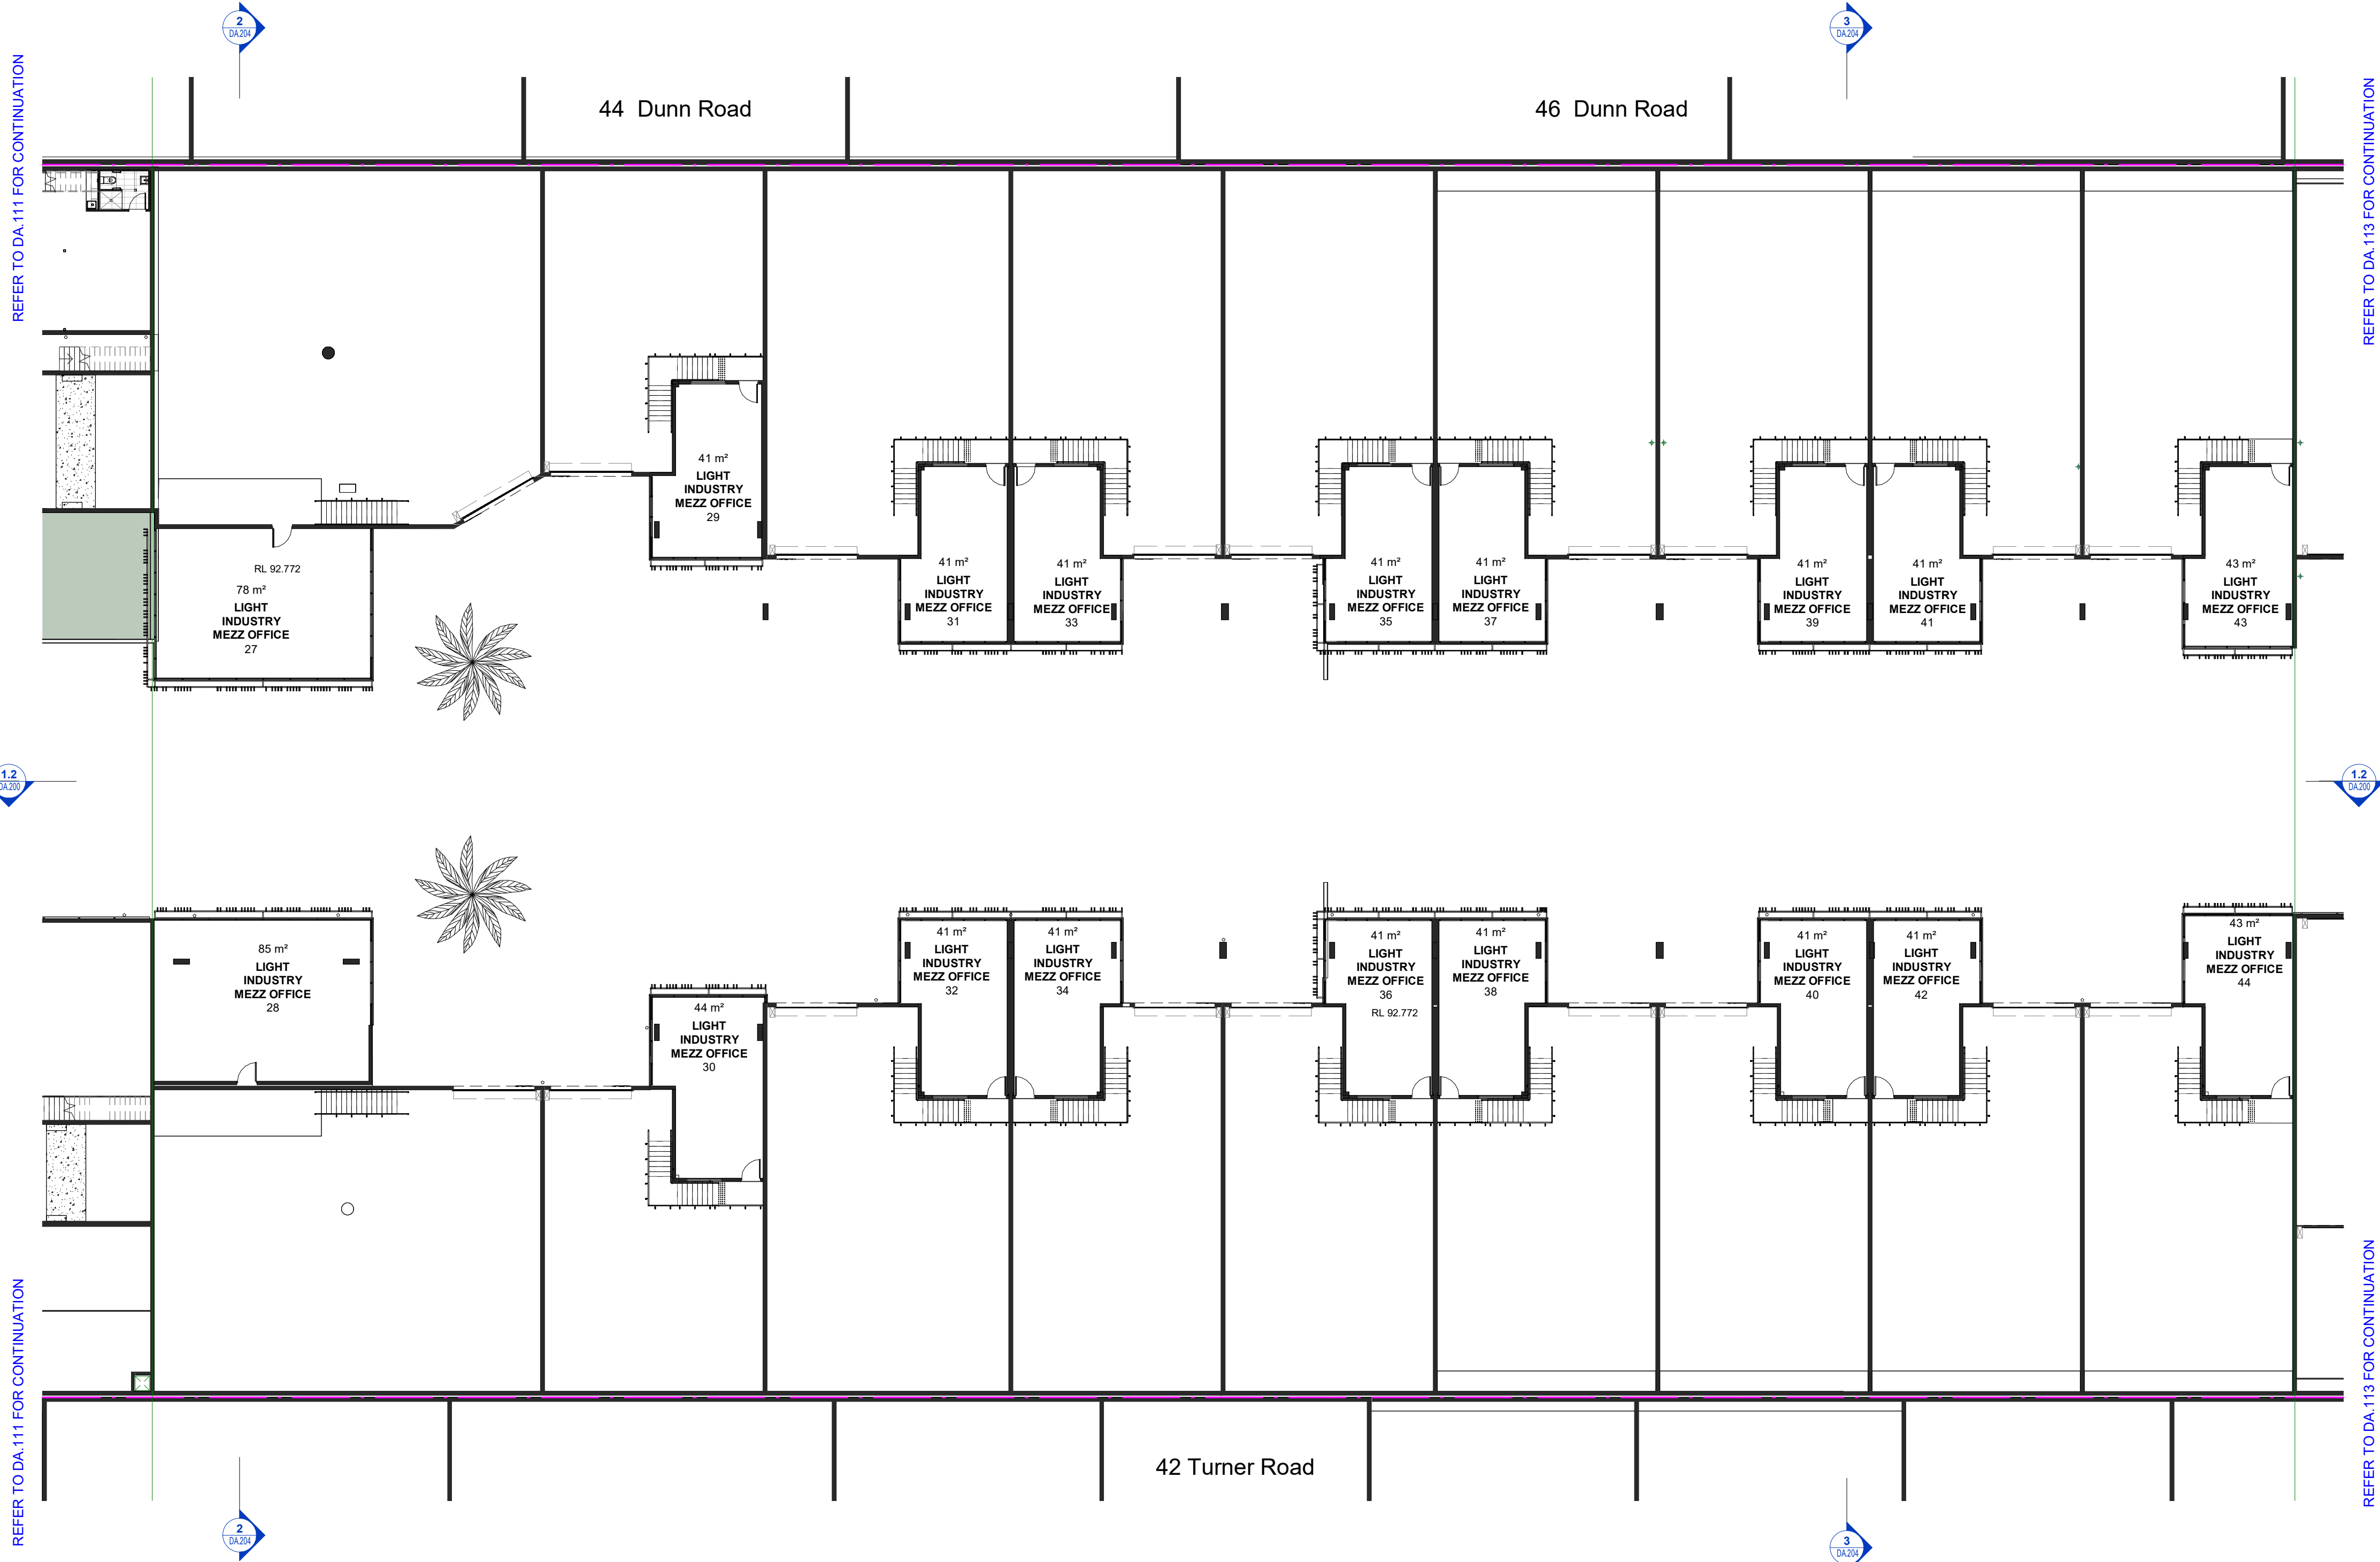 2
DA.204
3
DA.204
REFER TO DA.111 FOR CONTINUATION
REFER TO DA.113 FOR CONTINUATION
44 Dunn Road
46 Dunn Road
41 m²
LIGHT
INDUSTRY
MEZZ OFFICE
29
RL 92.772
78 m²
LIGHT
INDUSTRY
MEZZ OFFICE
27
41 m²
LIGHT
INDUSTRY
MEZZ OFFICE
31
41 m²
LIGHT
INDUSTRY
MEZZ OFFICE
33
41 m²
LIGHT
INDUSTRY
MEZZ OFFICE
35
41 m²
LIGHT
INDUSTRY
MEZZ OFFICE
37
41 m²
LIGHT
INDUSTRY
MEZZ OFFICE
39
41 m²
LIGHT
INDUSTRY
MEZZ OFFICE
41
43 m²
LIGHT
INDUSTRY
MEZZ OFFICE
43
1.2
DA.200
1.2
DA.200
85 m²
LIGHT
INDUSTRY
MEZZ OFFICE
28
44 m²
LIGHT
INDUSTRY
MEZZ OFFICE
30
41 m²
LIGHT
INDUSTRY
MEZZ OFFICE
32
41 m²
LIGHT
INDUSTRY
MEZZ OFFICE
34
41 m²
LIGHT
INDUSTRY
MEZZ OFFICE
36
RL 92.772
41 m²
LIGHT
INDUSTRY
MEZZ OFFICE
38
41 m²
LIGHT
INDUSTRY
MEZZ OFFICE
40
41 m²
LIGHT
INDUSTRY
MEZZ OFFICE
42
43 m²
LIGHT
INDUSTRY
MEZZ OFFICE
44
REFER TO DA.111 FOR CONTINUATION
REFER TO DA.113 FOR CONTINUATION
42 Turner Road
2
DA.204
3
DA.204